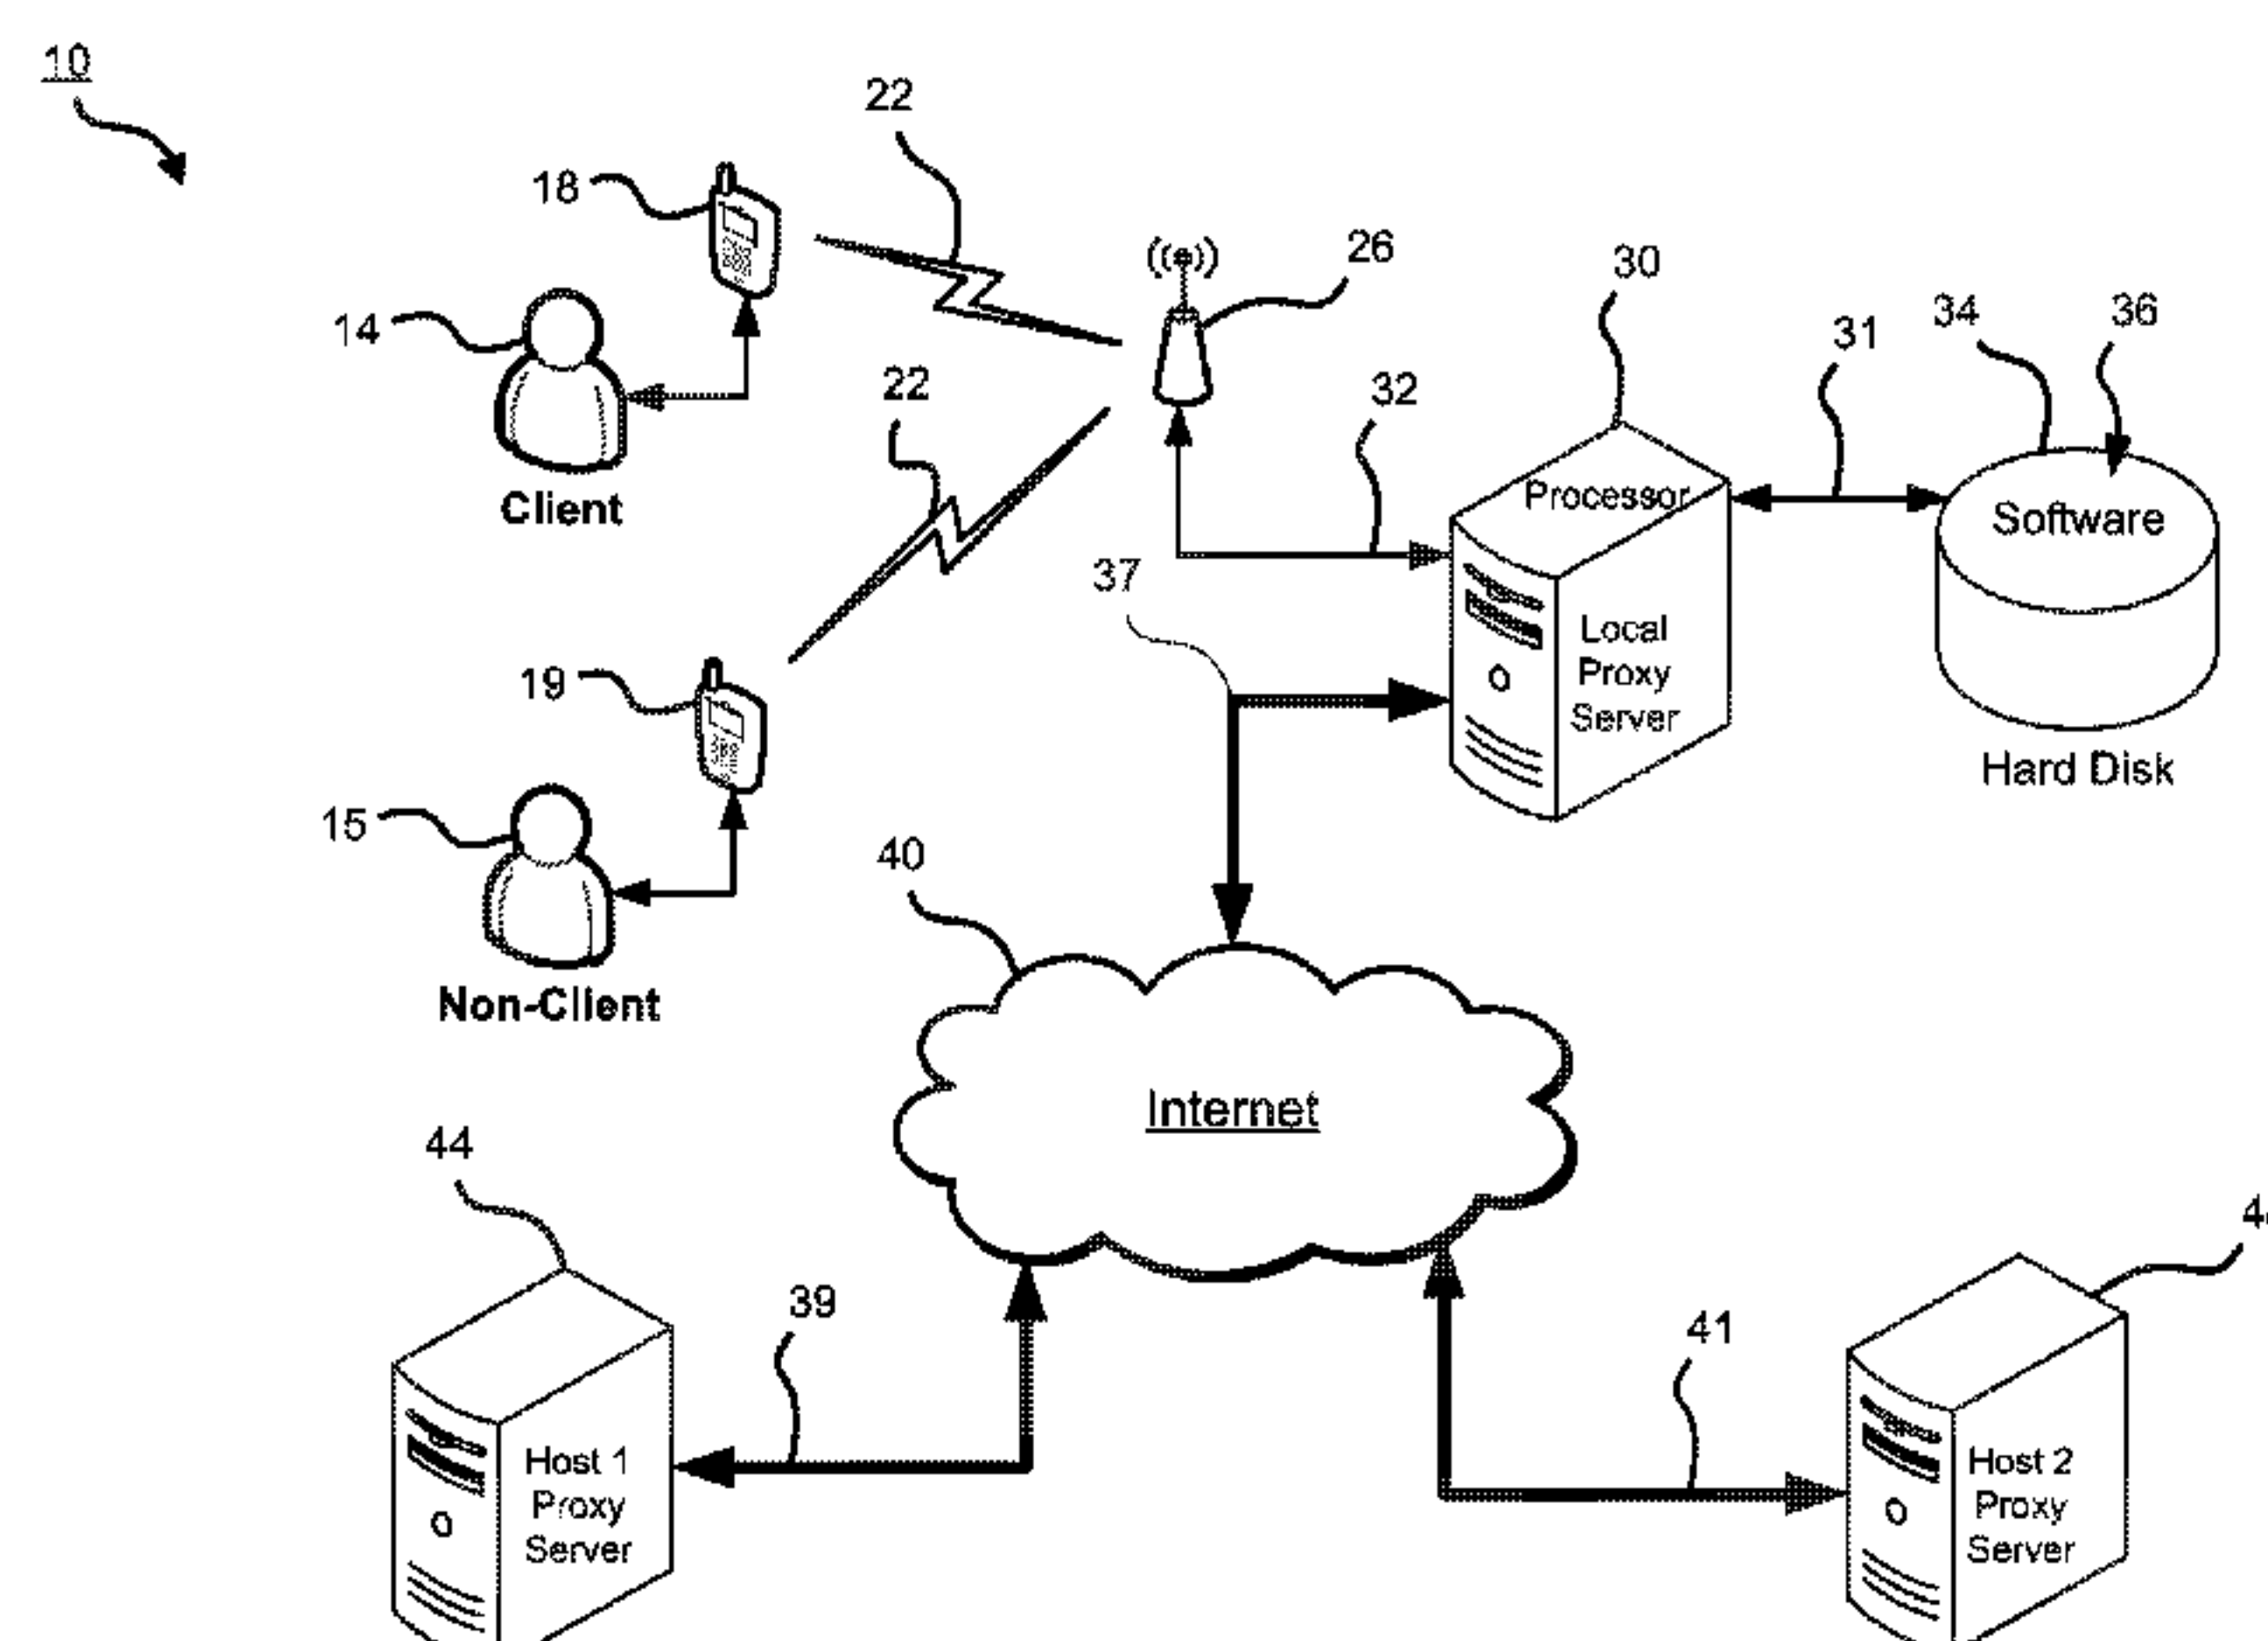 10
22
18
26
30
14
34
36
31
32
22
Client
Processor
Software
37
Local
Proxy
Server
19
Hard Disk
15
40
Non-Client
Internet
44
39
41
Host 1
Proxy
Server
Host 2
Proxy
Server